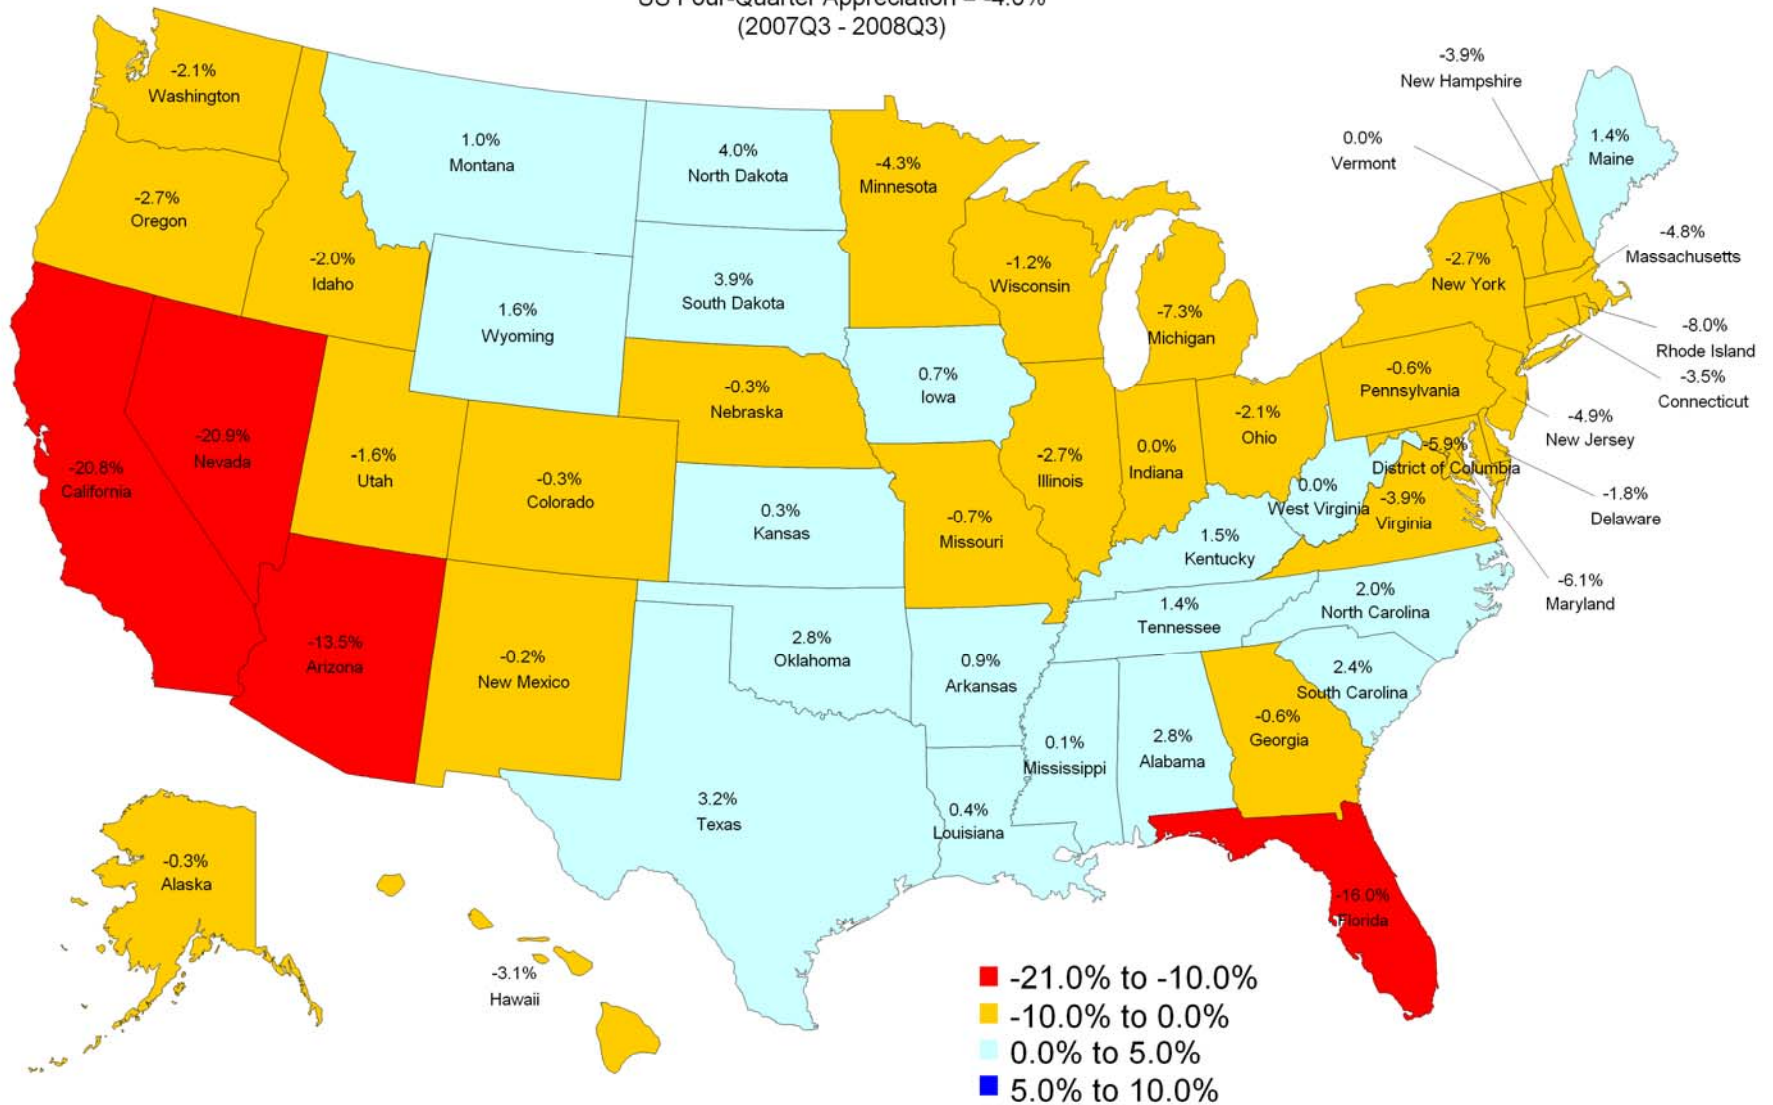 (2007Q3 - 2008Q3)
-2.1%
Washington
-2.7%
Oregon
-2.0%
Idaho
1.0%
Montana
4.0%
North Dakota
-4.3%
Minnesota
1.6%
Wyoming
3.9%
South Dakota
-1.2%
Wisconsin
-7.3%
Michigan
-3.9%
New Hampshire
0.0%
Vermont
1.4%
Maine
-4.8%
Massachusetts
-2.7%
New York
-8.0%
Rhode Island
-3.5%
Connecticut
-0.6%
Pennsylvania
-4.9%
New Jersey
-20.8%
California
-20.9%
Nevada
-1.6%
Utah
-0.3%
Colorado
-0.3%
Nebraska
0.7%
Iowa
-2.7%
Illinois
0.0%
Indiana
-2.1%
Ohio
-5.9%
District of Columbia
0.0%
West Virginia
-3.9%
Virginia
-1.8%
Delaware
-6.1%
Maryland
0.3%
Kansas
-0.7%
Missouri
1.5%
Kentucky
1.4%
Tennessee
2.0%
North Carolina
-13.5%
Arizona
-0.2%
New Mexico
2.8%
Oklahoma
0.9%
Arkansas
2.4%
South Carolina
3.2%
Texas
0.4%
Louisiana
0.1%
Mississippi
2.8%
Alabama
-0.6%
Georgia
-16.0%
Florida
-0.3%
Alaska
-3.1%
Hawaii
-21.0% to -10.0%
-10.0% to 0.0%
0.0% to 5.0%
5.0% to 10.0%